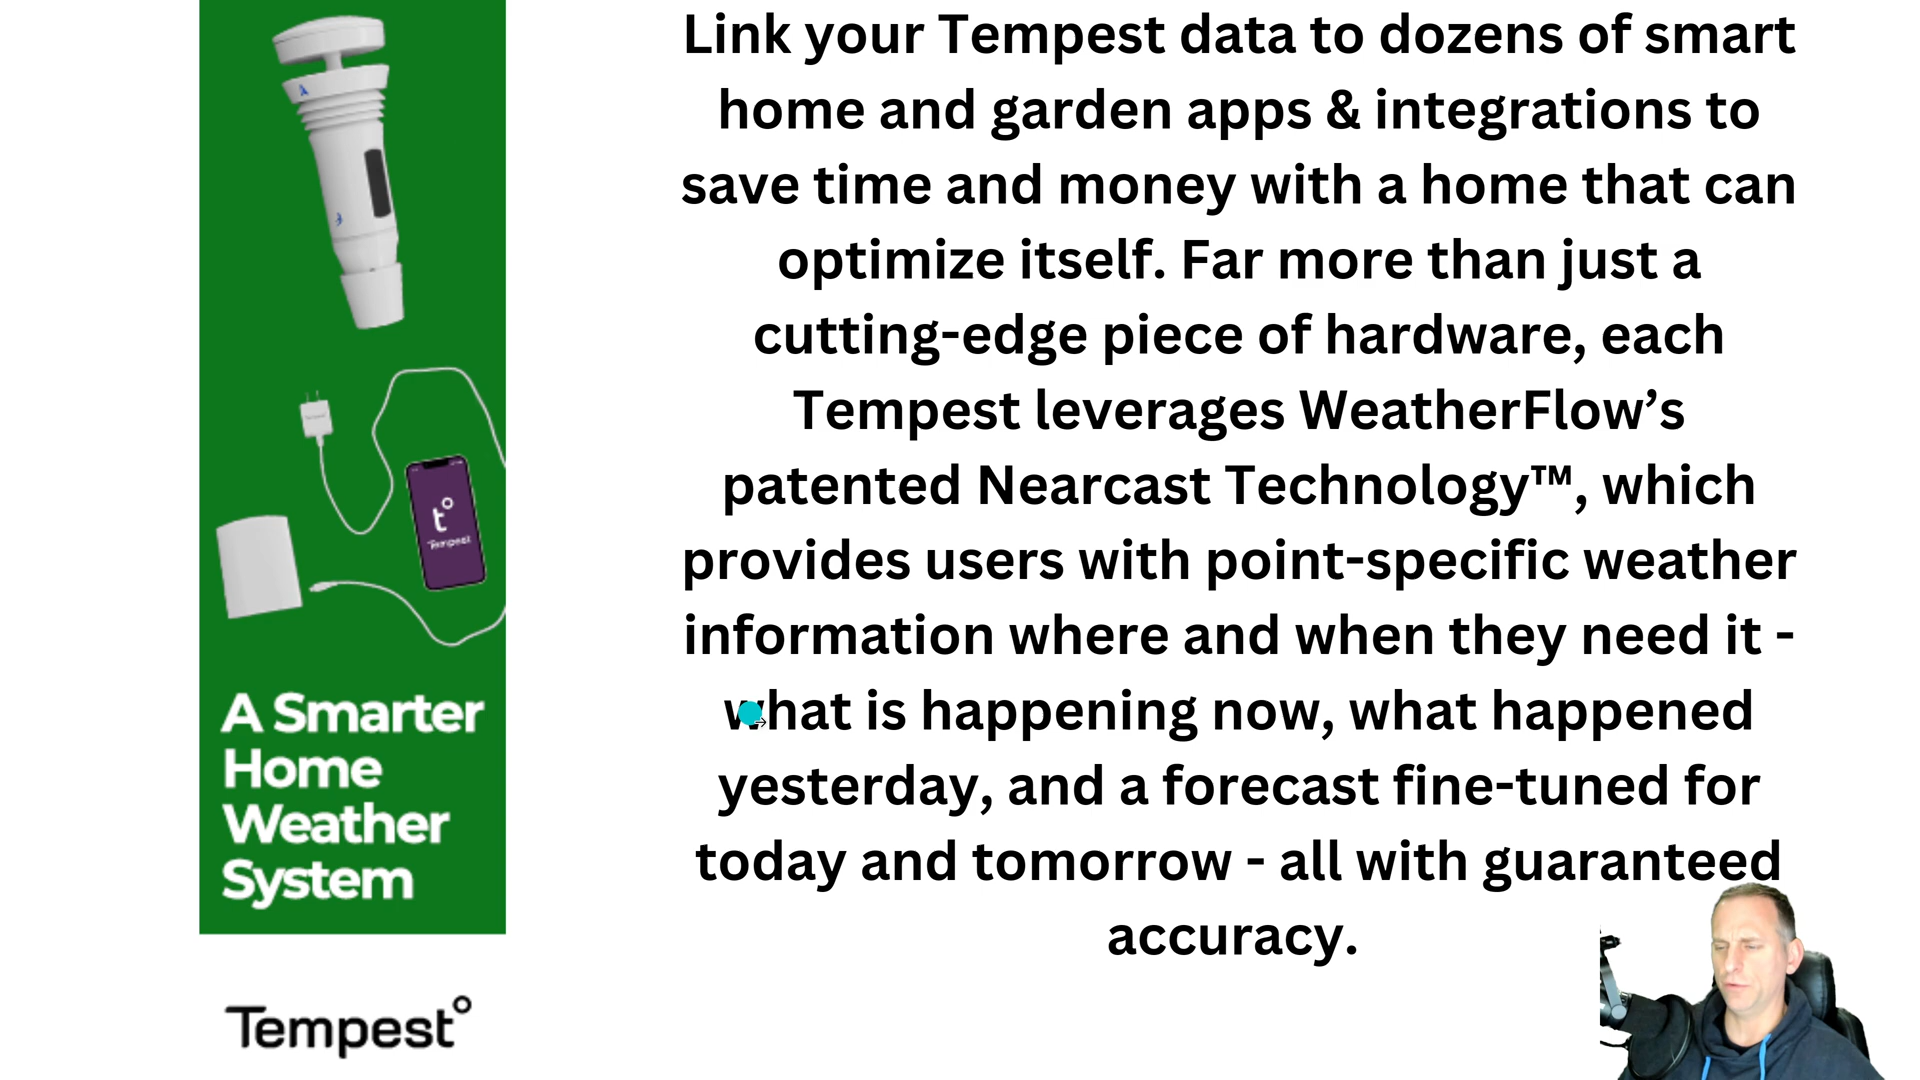 Link your Tempest data to dozens of smart
home and garden apps & integrations to
save time and money with a home that can
optimize itself. Far more than just a
cutting-edge piece of hardware, each
Tempest leverages WeatherFlow’s
patented Nearcast Technology™, which
provides users with point-specific weather
information where and when they need it -
what is happening now, what happened
yesterday, and a forecast fine-tuned for
today and tomorrow - all with guaranteed
accuracy.
t°
Tempest
A Smarter
Home
Weather
System
Tempest°